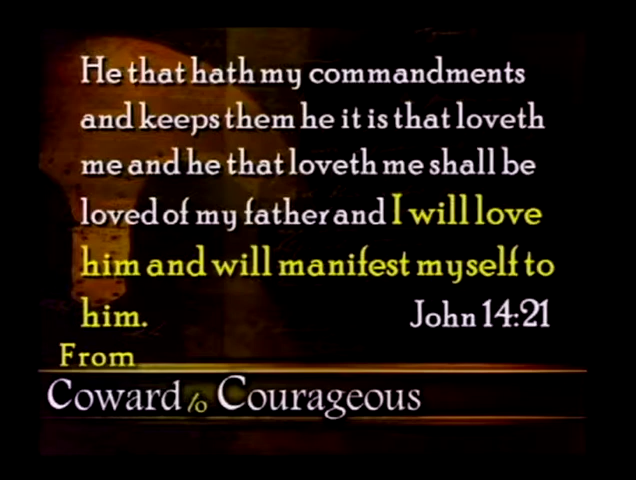 He that hath my commandments
and keeps them he it is that loveth
me and he that loveth me shall be
loved of my father and I will love
him and will manifest myself to
him. John 14:21
From
Coward to Courageous